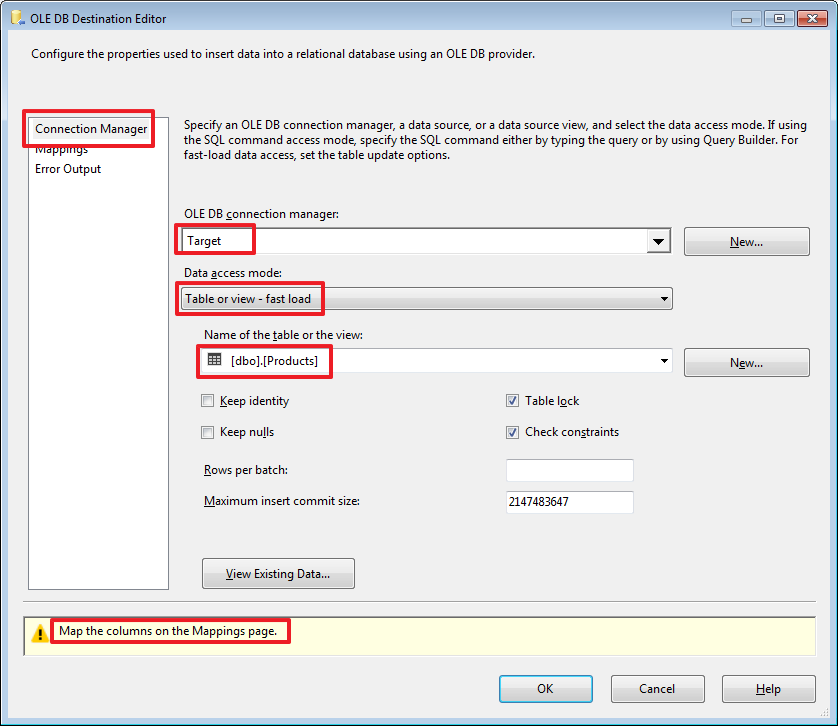 OLE DB Destination Editor
Configure the properties used to insert data into a relational database using an OLE DB provider.
Connection Manager
Mappings
Error Output
Specify an OLE DB connection manager, a data source, or a data source view, and select the data access mode. If using
the SQL command access mode, specify the SQL command either by typing the query or by using Query Builder. For
fast-load data access, set the table update options.
OLE DB connection manager:
Target
New...
Data access mode:
Table or view - fast load
Name of the table or the view:
[dbo].[Products]
New...
Keep identity
Table lock
Keep nulls
Check constraints
Rows per batch:
Maximum insert commit size:
2147483647
View Existing Data...
Map the columns on the Mappings page.
OK
Cancel
Help